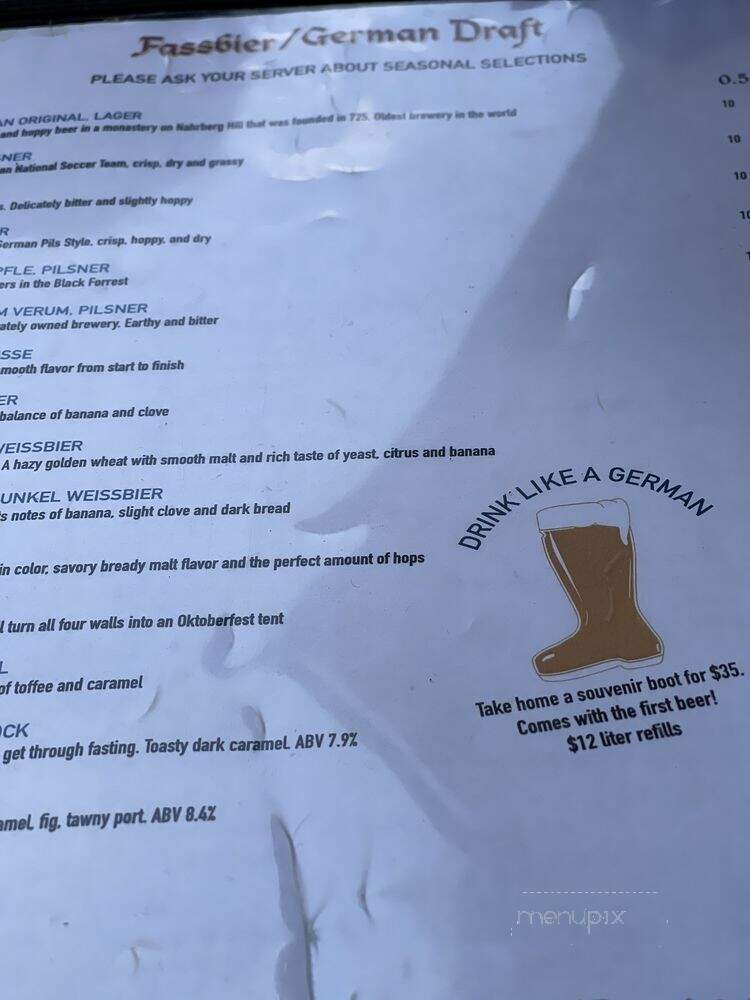 Fassbier/German Draft
PLEASE ASK YOUR SERVER ABOUT SEASONAL SELECTIONS
0.5
AN ORIGINAL, LAGER
10
and hoppy beer in a monastery on Nahrberg Hill that was founded in 725. Oldest brewery in the world
NER
10
an National Soccer Team, crisp, dry and grassy
10
s. Delicately bitter and slightly hoppy
R
10
German Pils Style, crisp, hoppy, and dry
PFLE, PILSNER
ers in the Black Forrest
M VERUM, PILSNER
ately owned brewery. Earthy and bitter
SSE
mooth flavor from start to finish
ER
balance of banana and clove
WEISSBIER
A hazy golden wheat with smooth malt and rich taste of yeast, citrus and banana
UNKEL WEISSBIER
s notes of banana, slight clove and dark bread
in color, savory bready malt flavor and the perfect amount of hops
l turn all four walls into an Oktoberfest tent
L
of toffee and caramel
OCK
get through fasting. Toasty dark caramel. ABV 7.9%
amel, fig, tawny port. ABV 8.4%
DRINK LIKE A GERMAN
Take home a souvenir boot for $35.
Comes with the first beer!
$12 liter refills
menupix